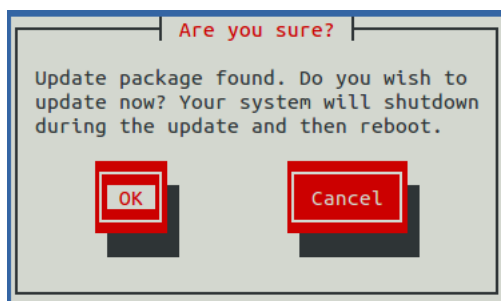 Are you sure?
Update package found. Do you wish to
update now? Your system will shutdown
during the update and then reboot.
OK
Cancel